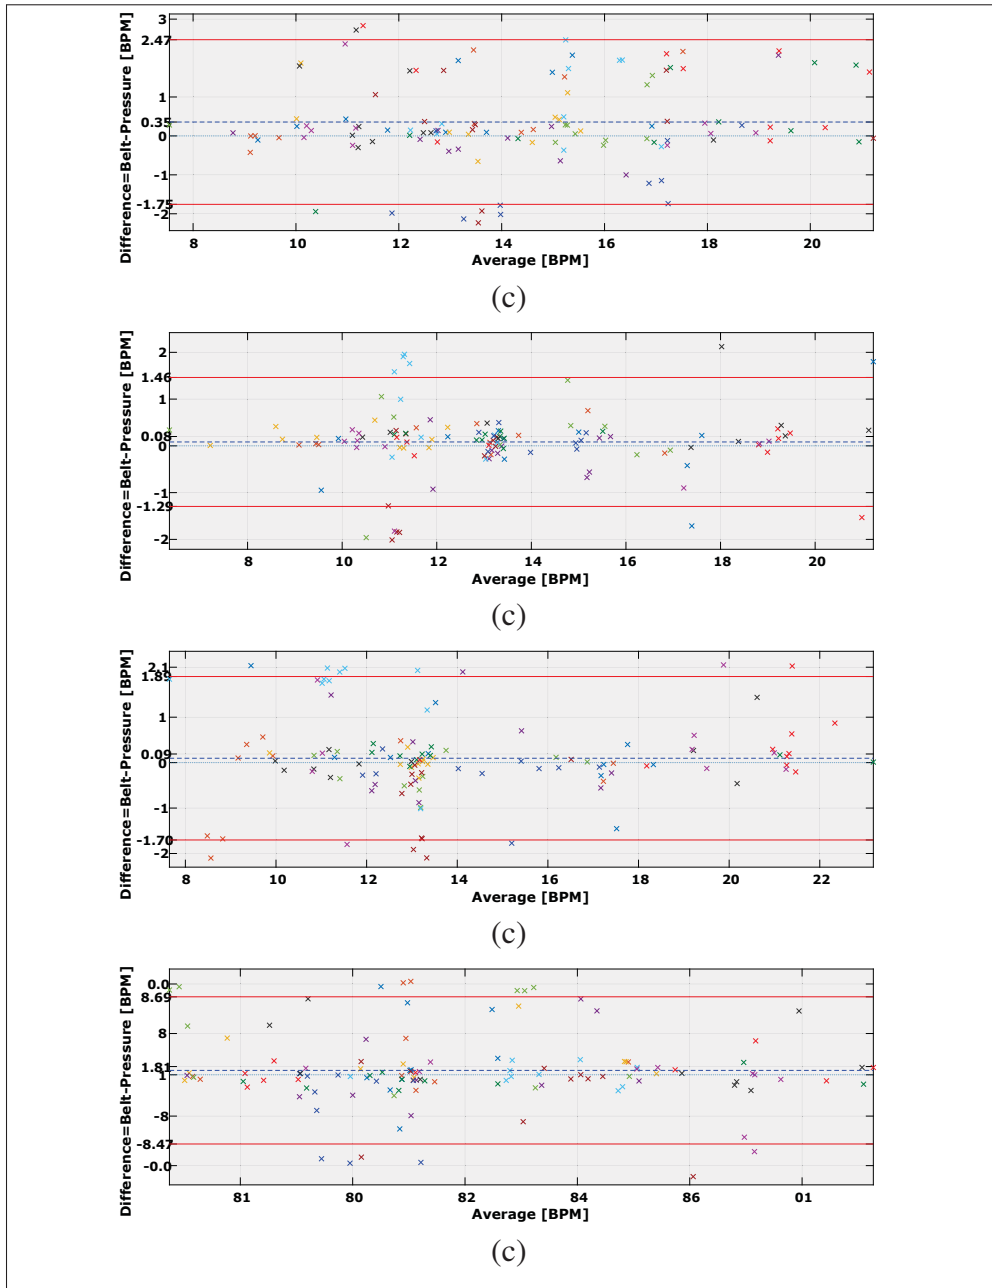 3
2.47
1
0.35
0
-1
-1.75
-2
Difference=Belt-Pressure [BPM]
8 10 12 14 16 18 20
Average [BPM]
(c)
2
1.46
1
0.08
0
-1
-1.29
-2
Difference=Belt-Pressure [BPM]
8 10 12 14 16 18 20
Average [BPM]
(c)
2.1
1.89
1
0.09
0
-1
-1.70
-2
Difference=Belt-Pressure [BPM]
8 10 12 14 16 18 20 22
Average [BPM]
(c)
0.0
8.69
8
1.81
1
-8
-8.47
-0.0
Difference=Belt-Pressure [BPM]
81 80 82 84 86 01
Average [BPM]
(c)